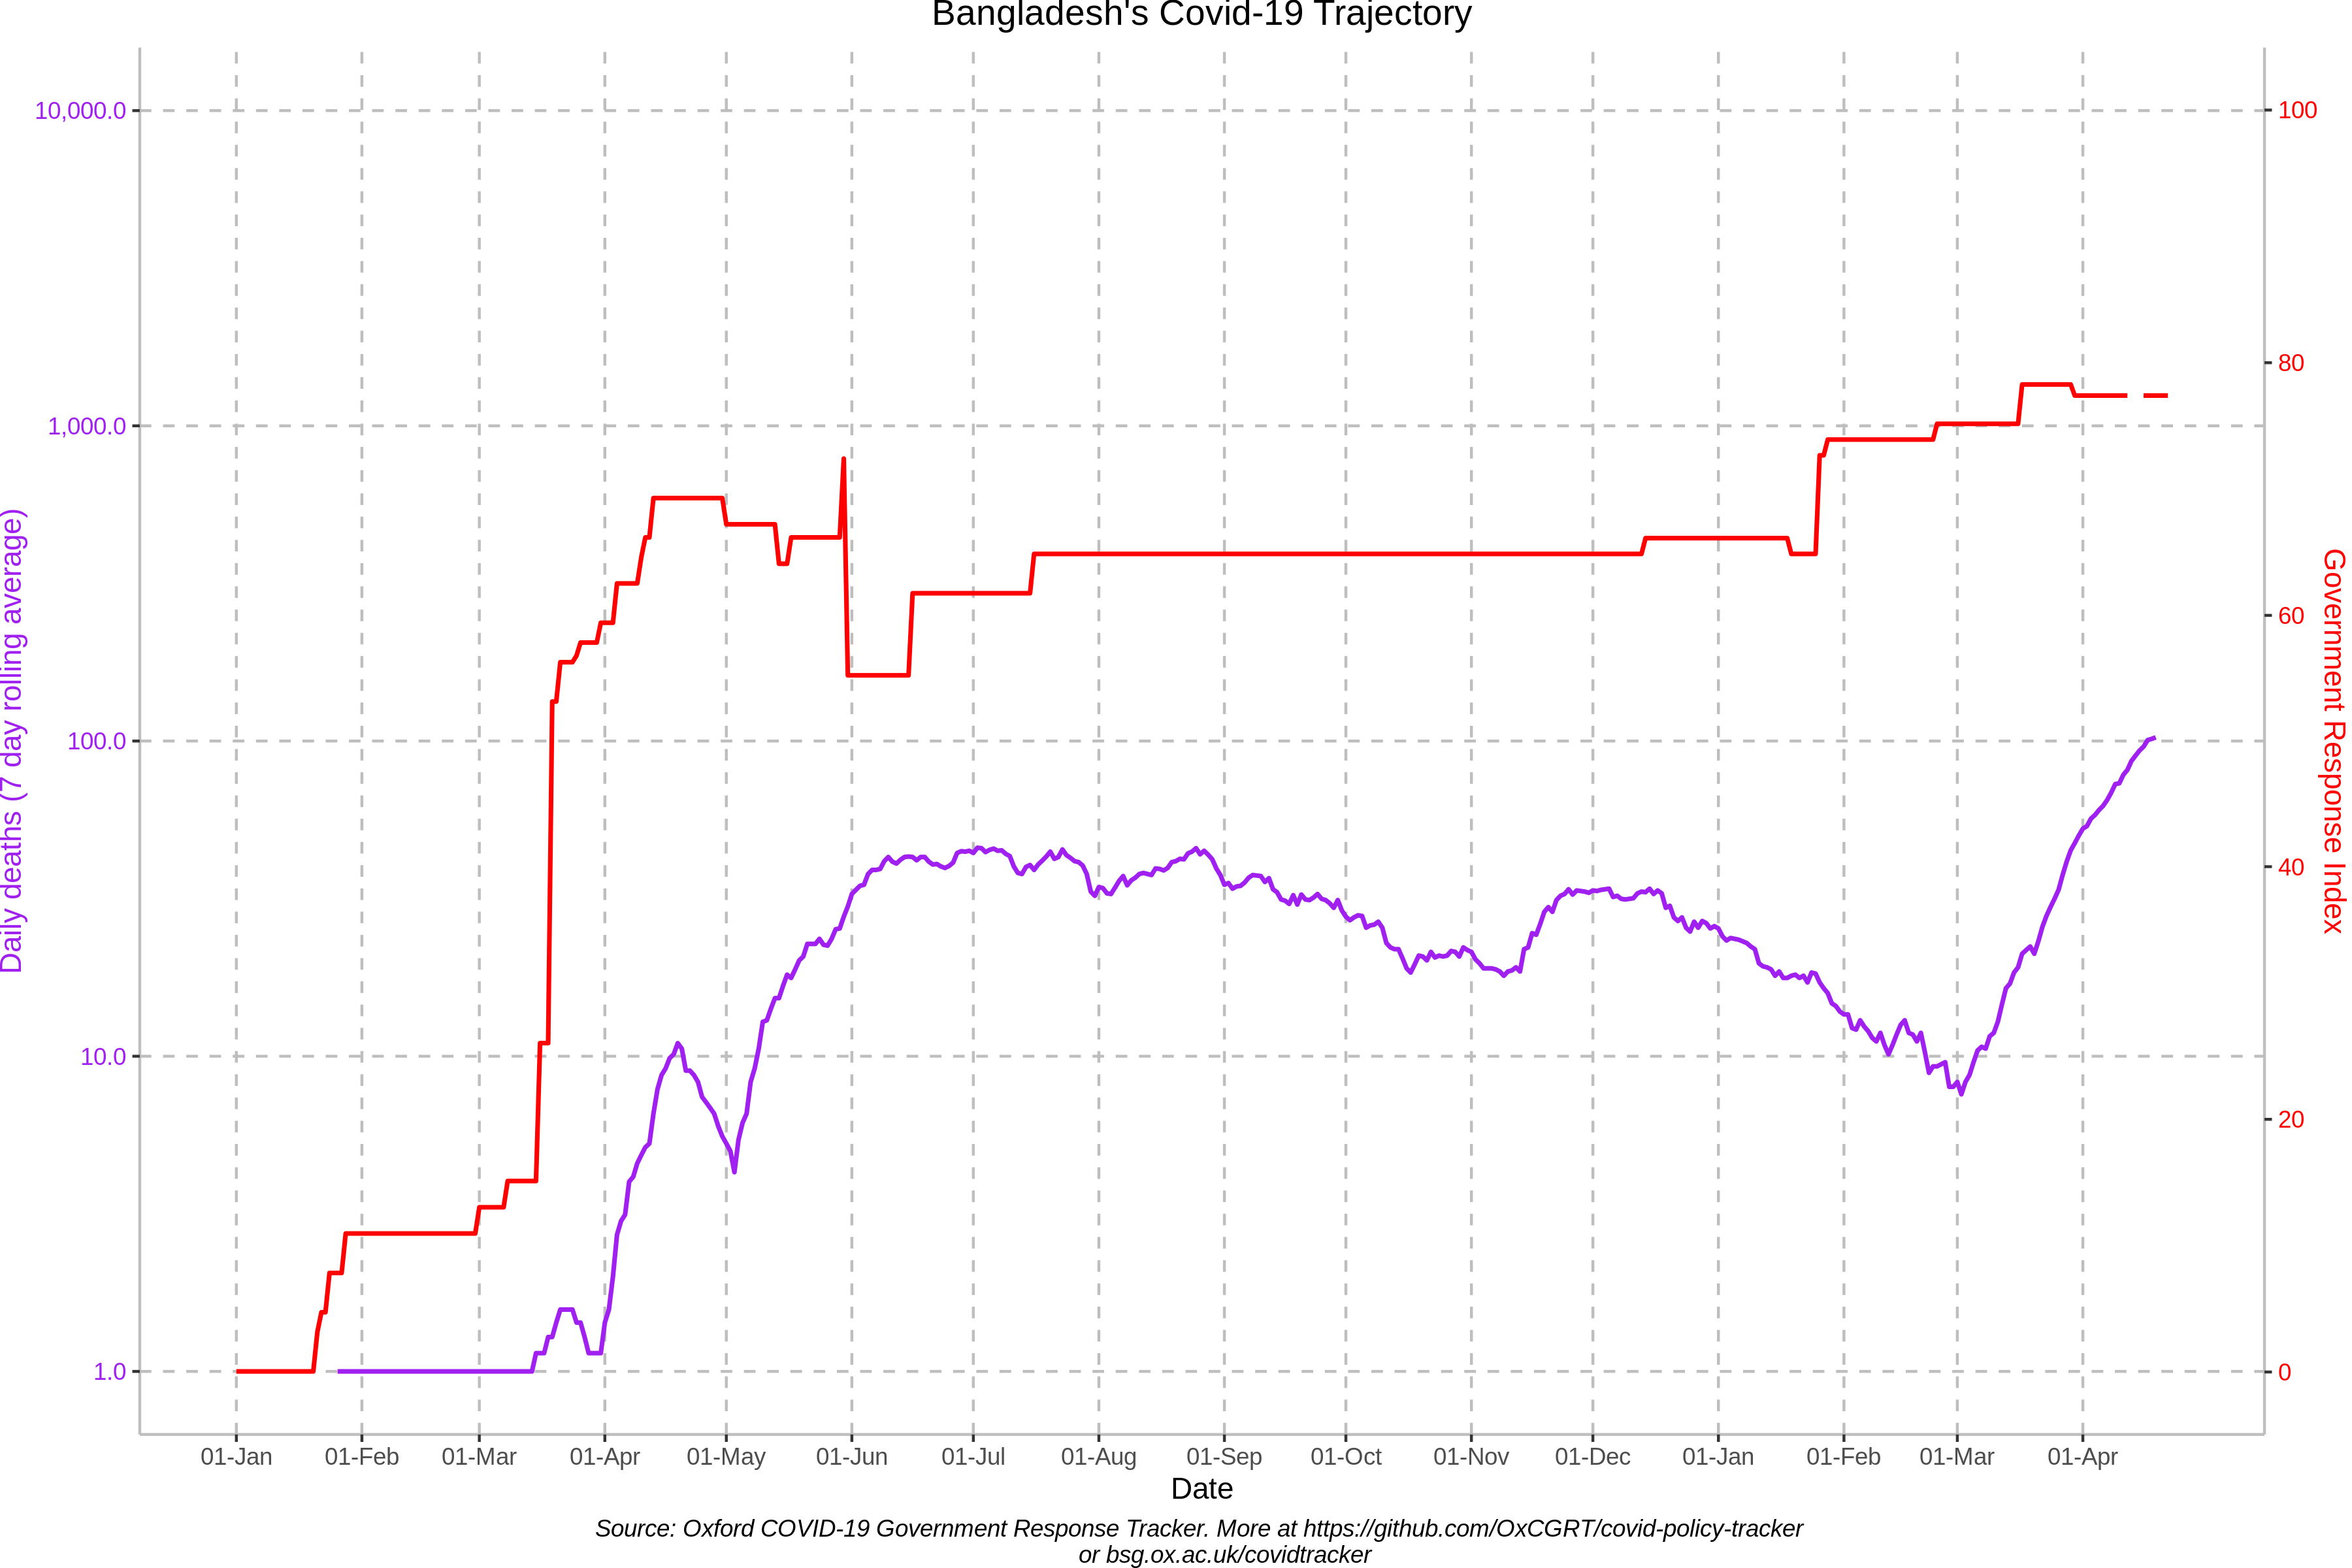 Bangladesh's Covid-19 Trajectory
10,000.0
1,000.0
100.0
10.0
1.0
Daily deaths (7 day rolling average)
100
80
60
40
20
0
Government Response Index
01-Jan 01-Feb 01-Mar 01-Apr 01-May 01-Jun 01-Jul 01-Aug 01-Sep 01-Oct 01-Nov 01-Dec 01-Jan 01-Feb 01-Mar 01-Apr
Date
Source: Oxford COVID-19 Government Response Tracker. More at https://github.com/OxCGRT/covid-policy-tracker
or bsg.ox.ac.uk/covidtracker